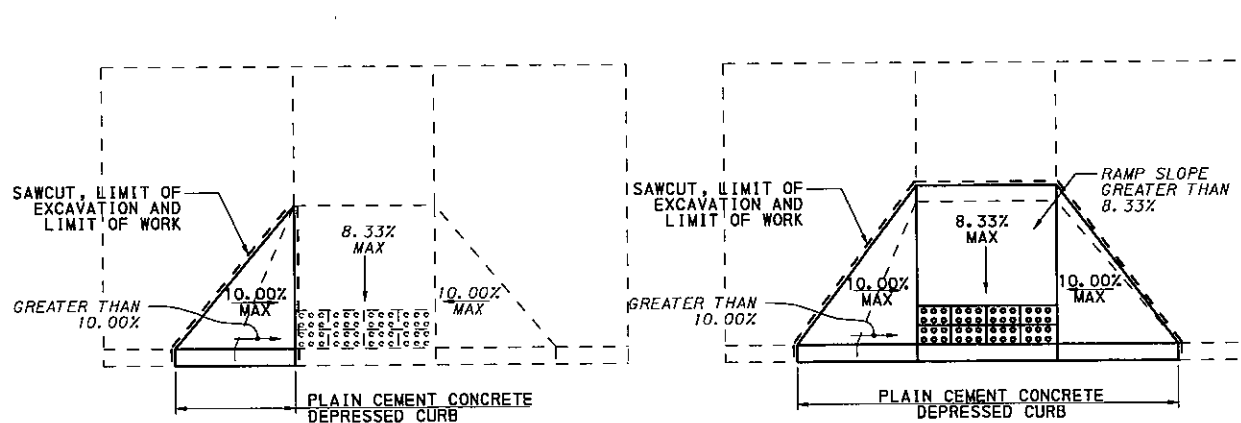 SAWCUT, LIMIT OF
EXCAVATION AND
LIMIT OF WORK
8.33%
MAX
10.00%
MAX
10.00%
MAX
GREATER THAN
10.00%
PLAIN CEMENT CONCRETE
DEPRESSED CURB
SAWCUT, LIMIT OF
EXCAVATION AND
LIMIT OF WORK
RAMP SLOPE
GREATER THAN
8.33%
8.33%
MAX
10.00%
MAX
10.00%
MAX
GREATER THAN
10.00%
PLAIN CEMENT CONCRETE
DEPRESSED CURB